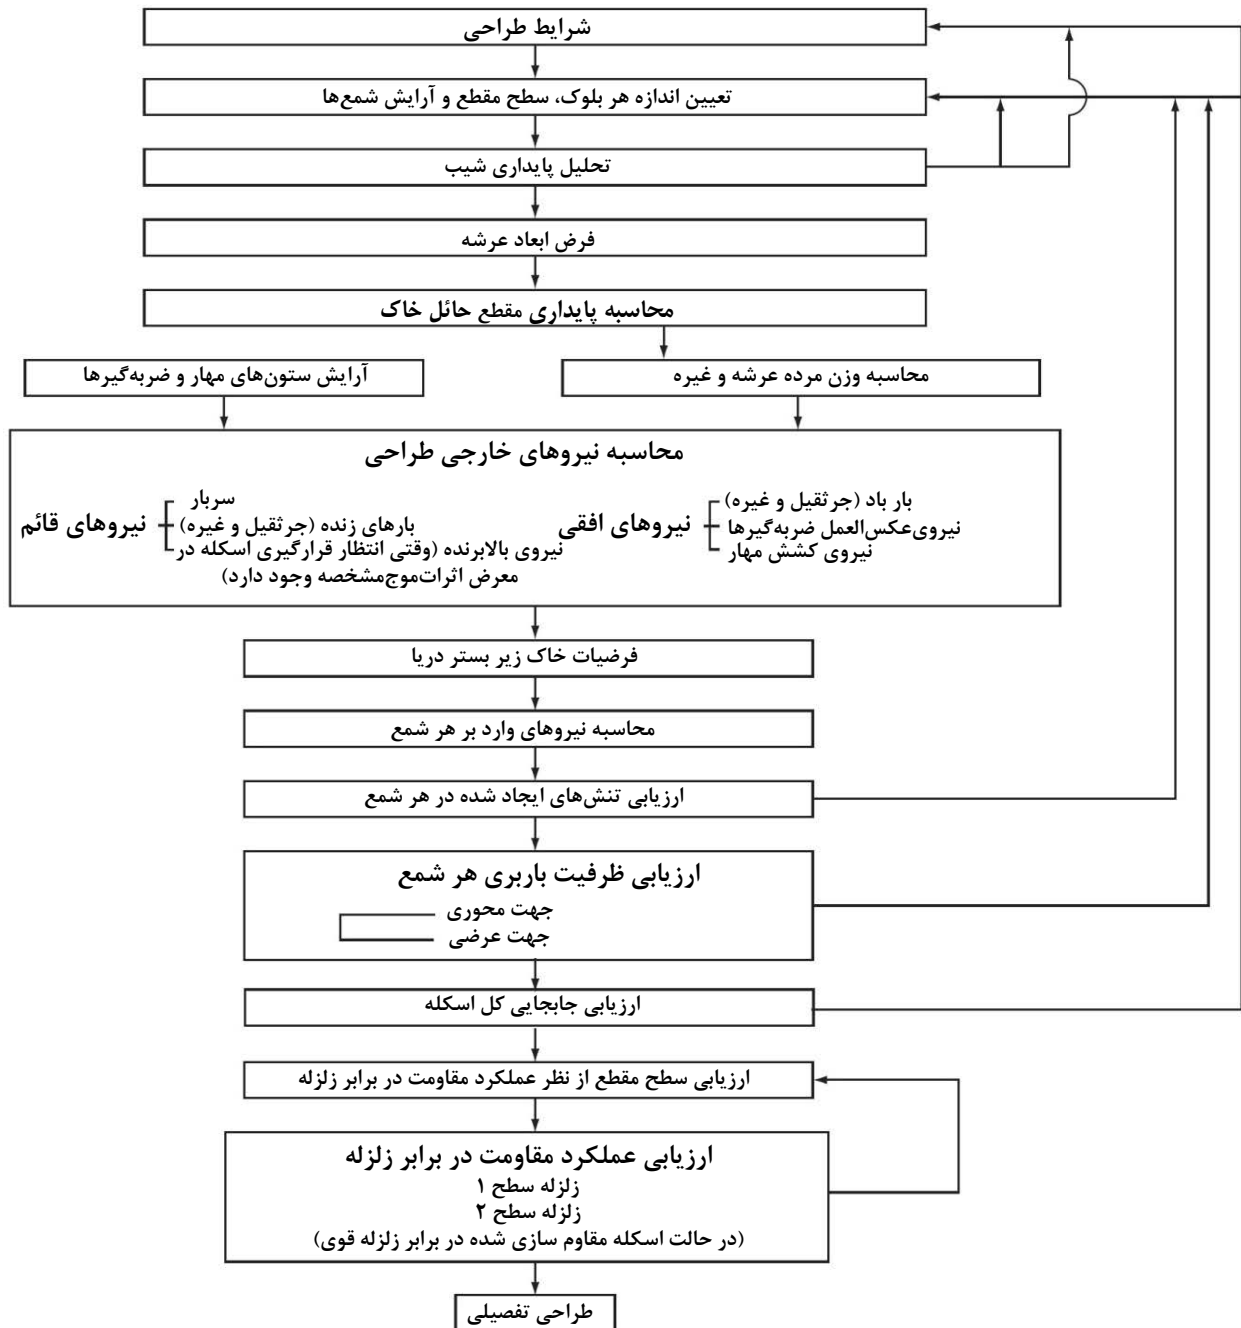 شرایط طراحی
تعیین اندازه هر بلوک، سطح مقطع و آرایش شمع‌ها
تحلیل پایداری شیب
فرض ابعاد عرشه
محاسبه پایداری مقطع حائل خاک
محاسبه وزن مرده عرشه و غیره
آرایش ستون‌های مهار و ضربه‌گیرها
محاسبه نیروهای خارجی طراحی
نیروهای افقی
بار باد (جرثقیل و غیره)
نیروی عکس‌العمل ضربه‌گیرها
نیروی کشش مهار
نیروهای قائم
سربار
بارهای زنده (جرثقیل و غیره)
نیروی بالابرنده (وقتی انتظار قرارگیری اسکله در
معرض اثرات‌موج‌مشخصه وجود دارد)
فرضیات خاک زیر بستر دریا
محاسبه نیروهای وارد بر هر شمع
ارزیابی تنش‌های ایجاد شده در هر شمع
ارزیابی ظرفیت باربری هر شمع
جهت محوری
جهت عرضی
ارزیابی جابجایی کل اسکله
ارزیابی سطح مقطع از نظر عملکرد مقاومت در برابر زلزله
ارزیابی عملکرد مقاومت در برابر زلزله
زلزله سطح ۱
زلزله سطح ۲
(در حالت اسکله مقاوم سازی شده در برابر زلزله قوی)
طراحی تفصیلی